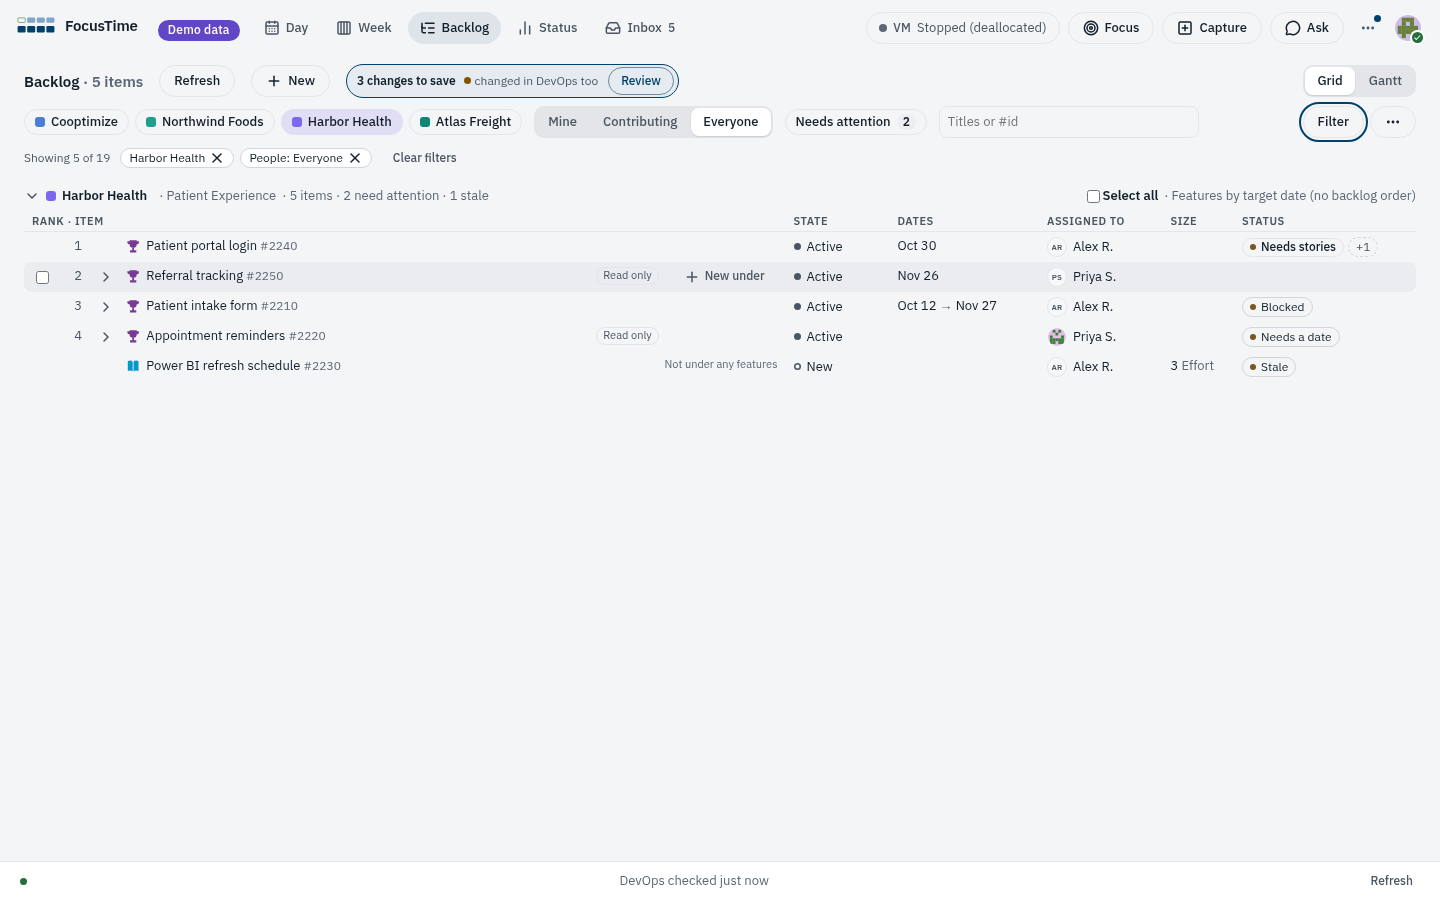 FocusTime Demo data Day Week Backlog Status Inbox 5 VM Stopped (deallocated) Focus Capture Ask
Backlog · 5 items Refresh New 3 changes to save changed in DevOps too Review Grid Gantt
Cooptimize Northwind Foods Harbor Health Atlas Freight Mine Contributing Everyone Needs attention 2 Titles or #id Filter
Showing 5 of 19 Harbor Health People: Everyone Clear filters
Harbor Health · Patient Experience · 5 items · 2 need attention · 1 stale Select all · Features by target date (no backlog order)
RANK · ITEM STATE DATES ASSIGNED TO SIZE STATUS
1 Patient portal login #2240 Active Oct 30 AR Alex R. Needs stories +1
2 Referral tracking #2250 Read only New under Active Nov 26 PS Priya S.
3 Patient intake form #2210 Active Oct 12 → Nov 27 AR Alex R. Blocked
4 Appointment reminders #2220 Read only Active Priya S. Needs a date
Power BI refresh schedule #2230 Not under any features New AR Alex R. 3 Effort Stale
DevOps checked just now Refresh